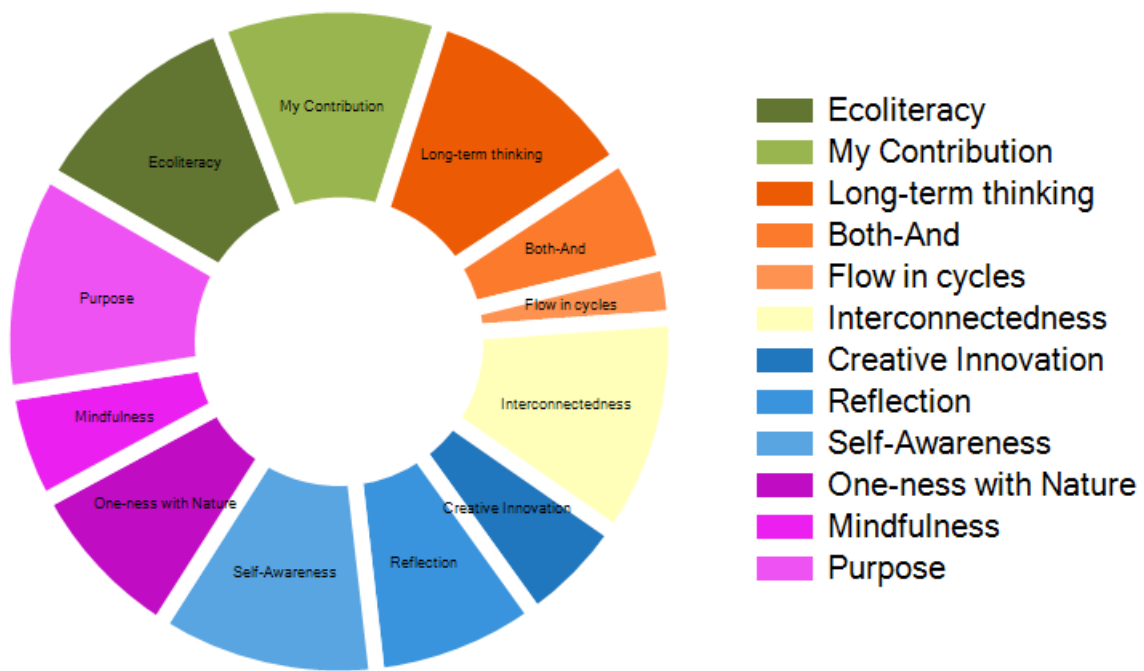 My Contribution
Long-term thinking
Ecoliteracy
Both-And
Purpose
Flow in cycles
Interconnectedness
Mindfulness
One-ness with Nature
Creative Innovation
Reflection
Self-Awareness
Ecoliteracy
My Contribution
Long-term thinking
Both-And
Flow in cycles
Interconnectedness
Creative Innovation
Reflection
Self-Awareness
One-ness with Nature
Mindfulness
Purpose